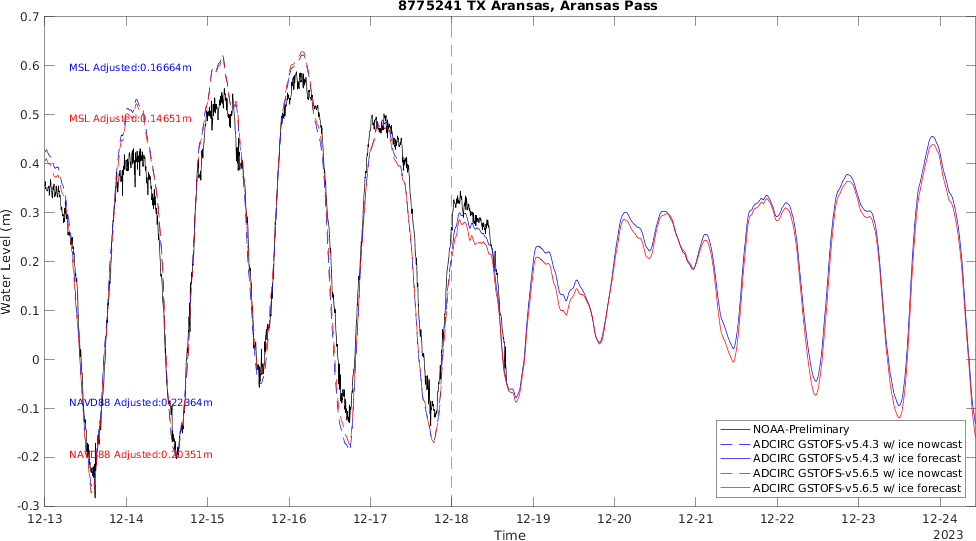 8775241 TX Aransas, Aransas Pass
0.7
0.6
0.5
0.4
0.3
0.2
0.1
0
-0.1
-0.2
-0.3
Water Level (m)
MSL Adjusted:0.16664m
MSL Adjusted:0.14651m
NAVD88 Adjusted:0.22364m
NAVD88 Adjusted:0.20351m
NOAA-Preliminary
ADCIRC GSTOFS-v5.4.3 w/ ice nowcast
ADCIRC GSTOFS-v5.4.3 w/ ice forecast
ADCIRC GSTOFS-v5.6.5 w/ ice nowcast
ADCIRC GSTOFS-v5.6.5 w/ ice forecast
12-13 12-14 12-15 12-16 12-17 12-18 12-19 12-20 12-21 12-22 12-23 12-24
Time
2023